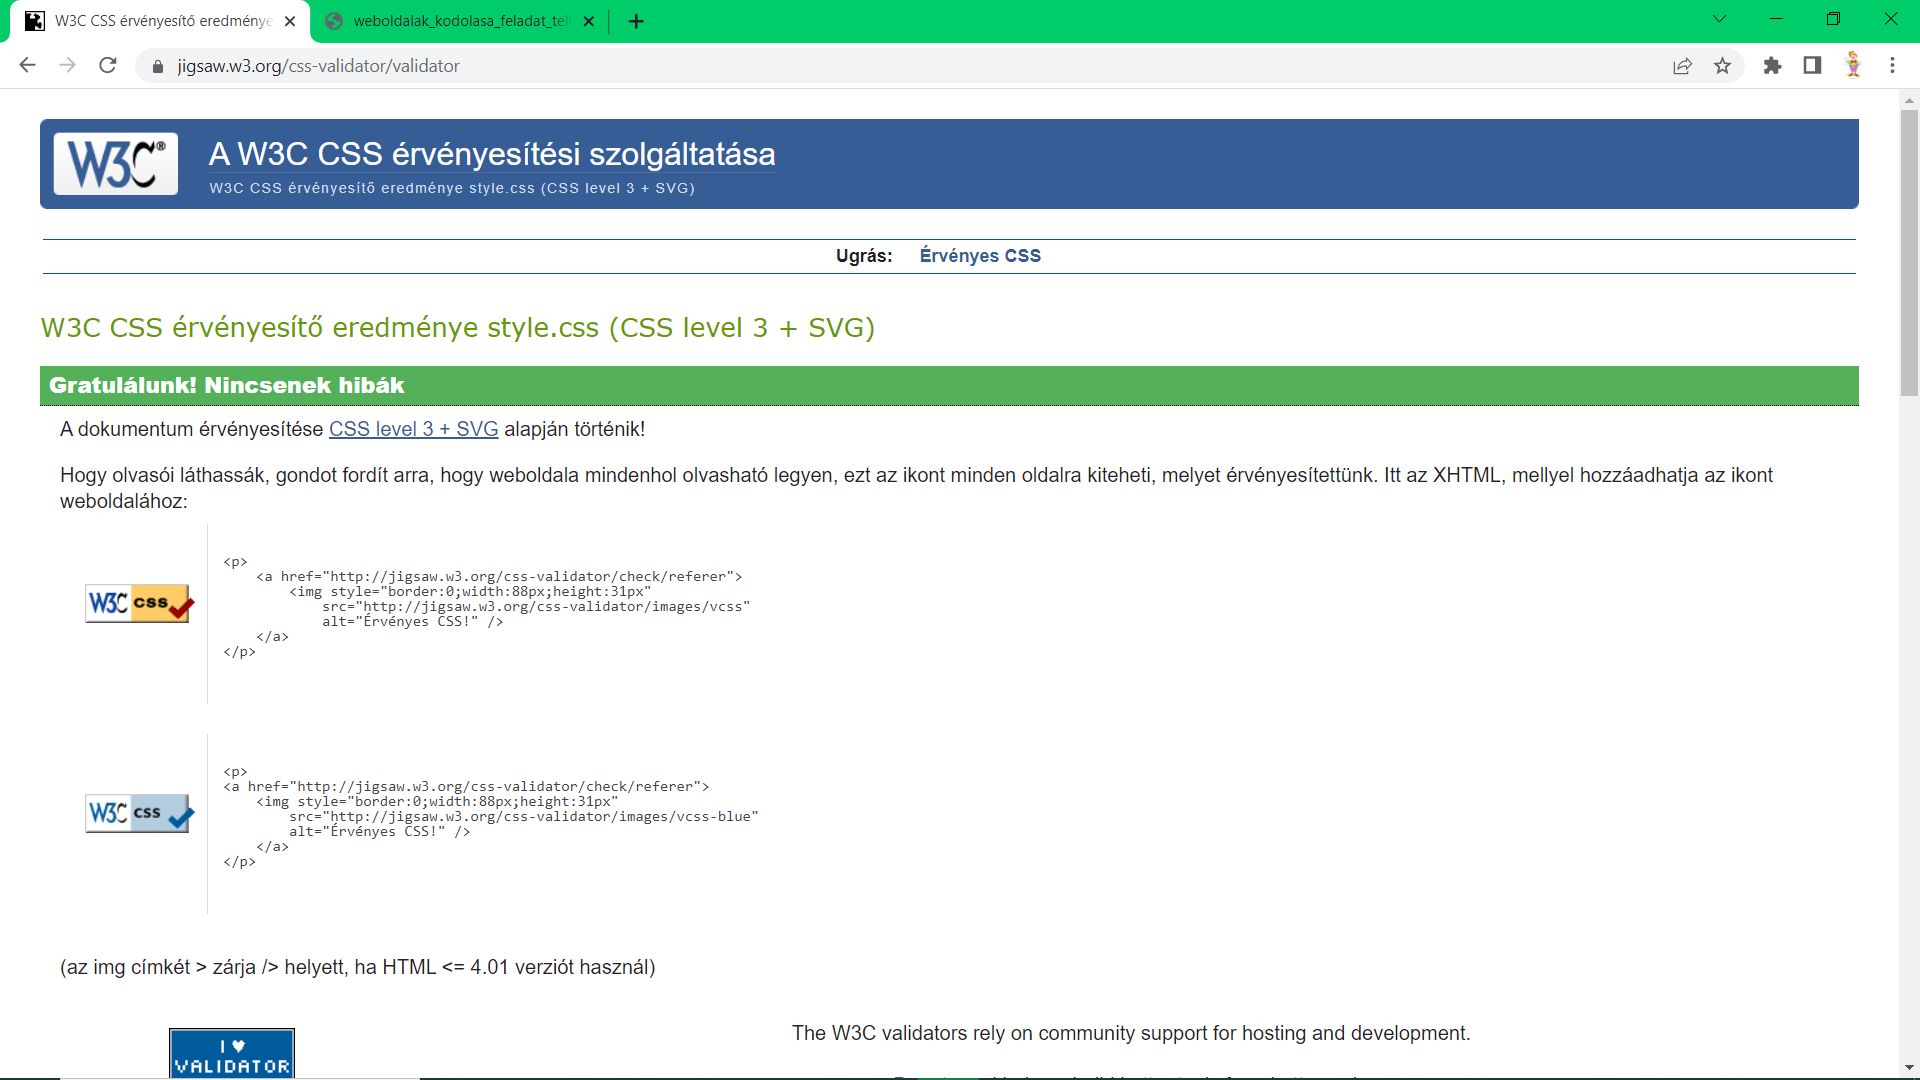 W3C CSS érvényesítő eredménye
weboldalak_kodolasa_feladat_teli
jigsaw.w3.org/css-validator/validator
W3C®
A W3C CSS érvényesítési szolgáltatása
W3C CSS érvényesítő eredménye style.css (CSS level 3 + SVG)
Ugrás: Érvényes CSS
W3C CSS érvényesítő eredménye style.css (CSS level 3 + SVG)
Gratulálunk! Nincsenek hibák
A dokumentum érvényesítése CSS level 3 + SVG alapján történik!
Hogy olvasói láthassák, gondot fordít arra, hogy weboldala mindenhol olvasható legyen, ezt az ikont minden oldalra kiteheti, melyet érvényesítettünk. Itt az XHTML, mellyel hozzáadhatja az ikont
weboldalához:
W3C css
<p>
<a href="http://jigsaw.w3.org/css-validator/check/referer">
<img style="border:0;width:88px;height:31px"
src="http://jigsaw.w3.org/css-validator/images/vcss"
alt="Érvényes CSS!" />
</a>
</p>
W3C css
<p>
<a href="http://jigsaw.w3.org/css-validator/check/referer">
<img style="border:0;width:88px;height:31px"
src="http://jigsaw.w3.org/css-validator/images/vcss-blue"
alt="Érvényes CSS!" />
</a>
</p>
(az img címkét > zárja /> helyett, ha HTML <= 4.01 verziót használ)
I ♥
VALIDATOR
The W3C validators rely on community support for hosting and development.